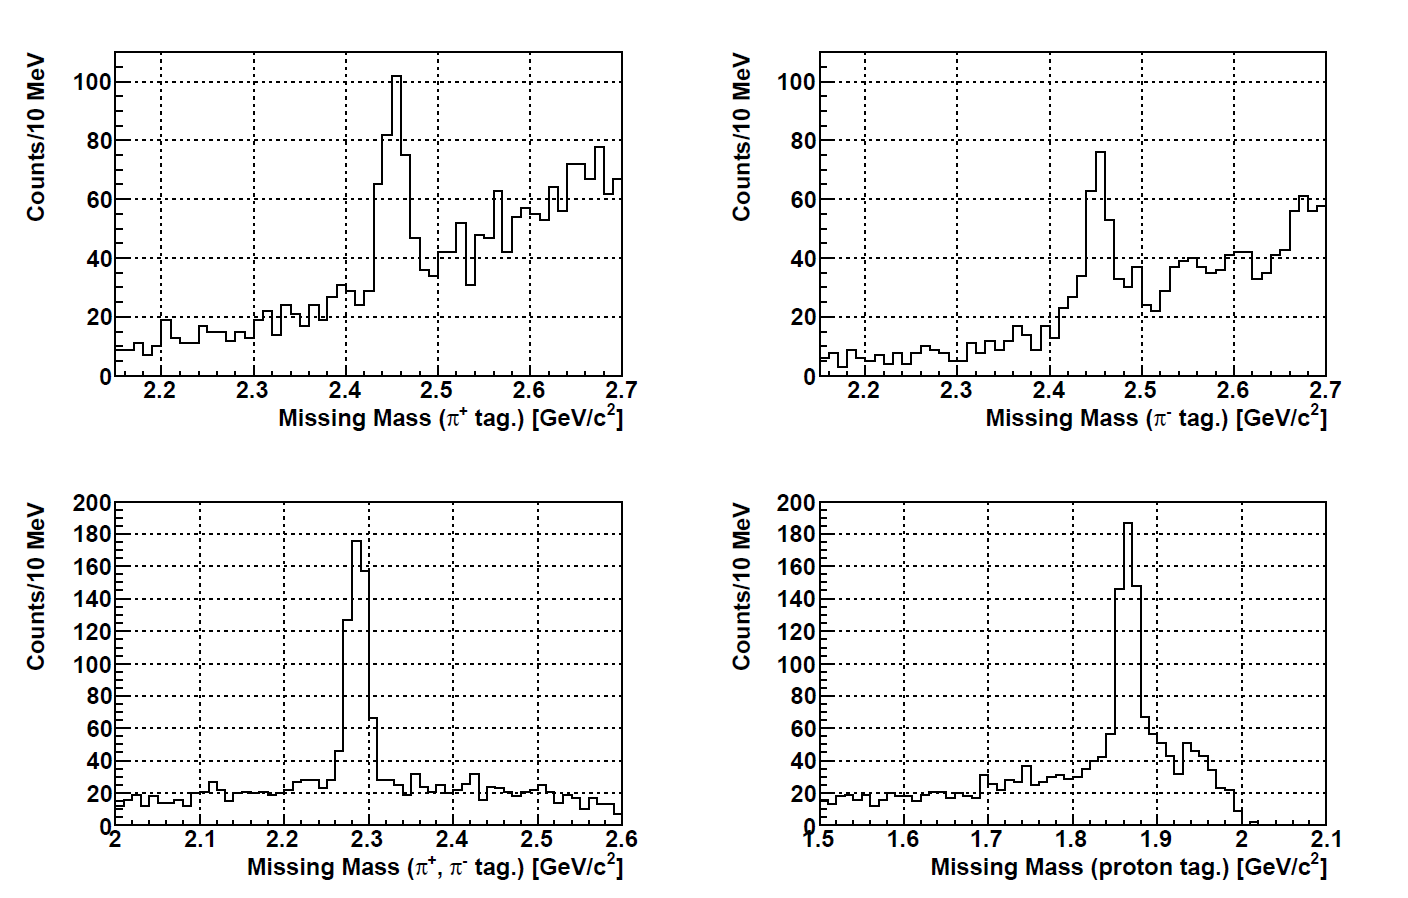 Counts/10 MeV
100
80
60
40
20
0
2.2 2.3 2.4 2.5 2.6 2.7
Missing Mass (π+ tag.) [GeV/c2]
Counts/10 MeV
100
80
60
40
20
0
2.2 2.3 2.4 2.5 2.6 2.7
Missing Mass (π- tag.) [GeV/c2]
Counts/10 MeV
200
180
160
140
120
100
80
60
40
20
0
2 2.1 2.2 2.3 2.4 2.5 2.6
Missing Mass (π+, π- tag.) [GeV/c2]
Counts/10 MeV
200
180
160
140
120
100
80
60
40
20
0
1.5 1.6 1.7 1.8 1.9 2 2.1
Missing Mass (proton tag.) [GeV/c2]